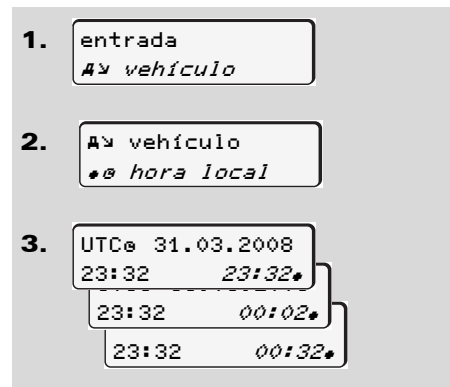 1. entrada
vehículo
2. vehículo
hora local
3. UTC 31.03.2008
23:32 23:32
23:32 00:02
23:32 00:32